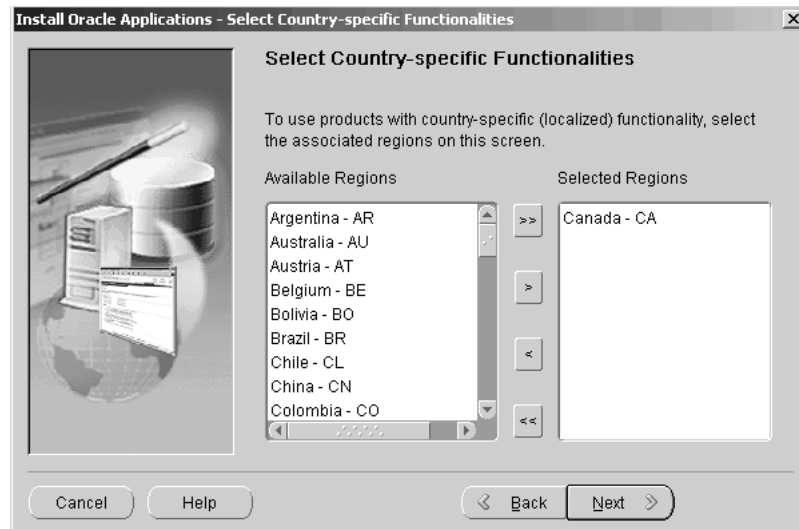 Install Oracle Applications - Select Country-specific Functionalities
Select Country-specific Functionalities
To use products with country-specific (localized) functionality, select
the associated regions on this screen.
Available Regions
Selected Regions
Argentina - AR
Australia - AU
Austria - AT
Belgium - BE
Bolivia - BO
Brazil - BR
Chile - CL
China - CN
Colombia - CO
>>
>
<
<<
Canada - CA
Cancel
Help
Back
Next